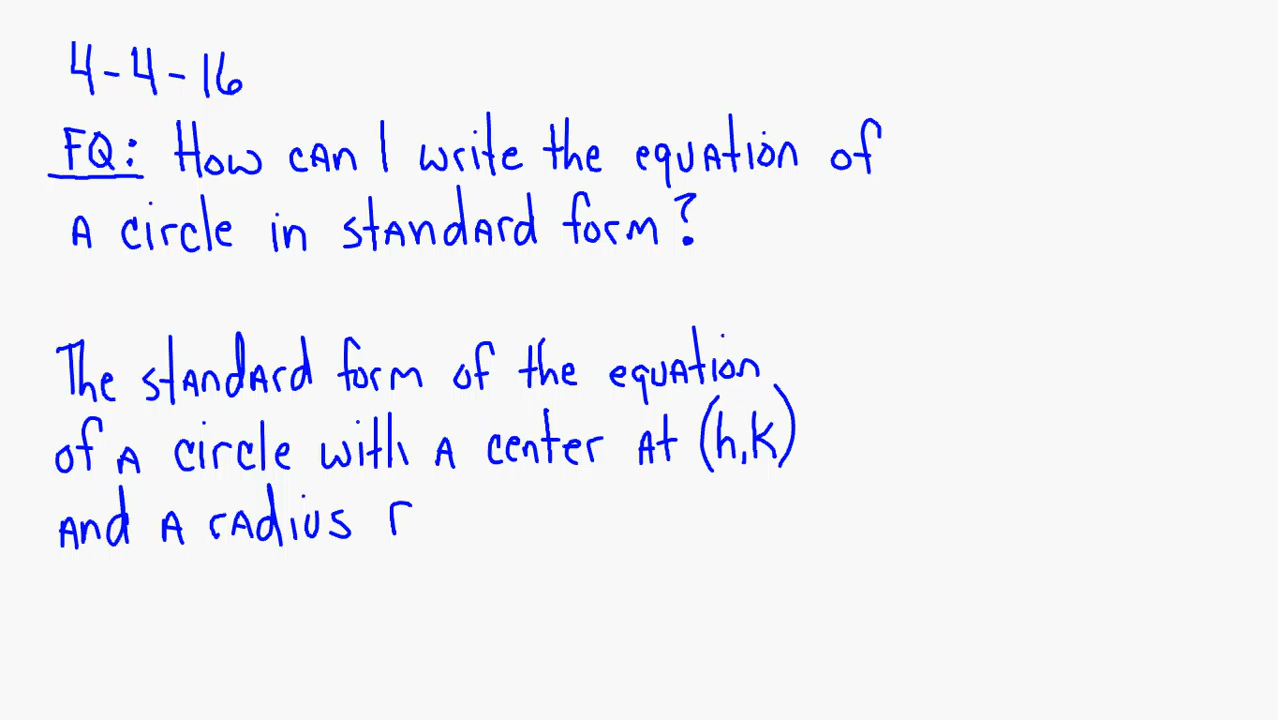 4-4-16
FQ: How can I write the equation of
a circle in standard form?
The standard form of the equation
of a circle with a center at (h,k)
and a radius r